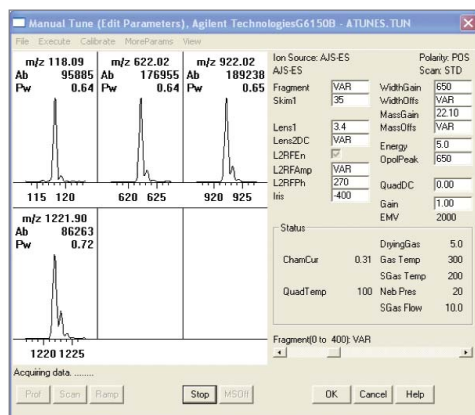 Manual Tune (Edit Parameters), Agilent TechnologiesG6150B - ATUNES.TUN
File Execute Calibrate MoreParams View
m/z 118.09
Ab 95885
Pw 0.64
115 120
m/z 622.02
Ab 176955
Pw 0.64
620 625
m/z 922.02
Ab 189238
Pw 0.65
920 925
m/z 1221.90
Ab 86263
Pw 0.72
1220 1225
Ion Source: AJS-ES Polarity: POS
AJS-ES Scan: STD
Fragment VAR WidthGain 650
Skim1 35 WidthOffs VAR
MassGain 22.10
Lens1 3.4 MassOffs VAR
Lens2DC VAR
L2RFEn Energy 5.0
L2RFAmp VAR OpolPeak 650
L2RFPh 270
Iris -400 QuadDC 0.00
Gain 1.00
EMV 2000
Status
DryingGas 5.0
ChamCur 0.31 Gas Temp 300
SGas Temp 200
QuadTemp 100 Neb Pres 20
SGas Flow 10.0
Fragment(0 to 400): VAR
Acquiring data. ........
Prof Scan Ramp Stop MSOff OK Cancel Help